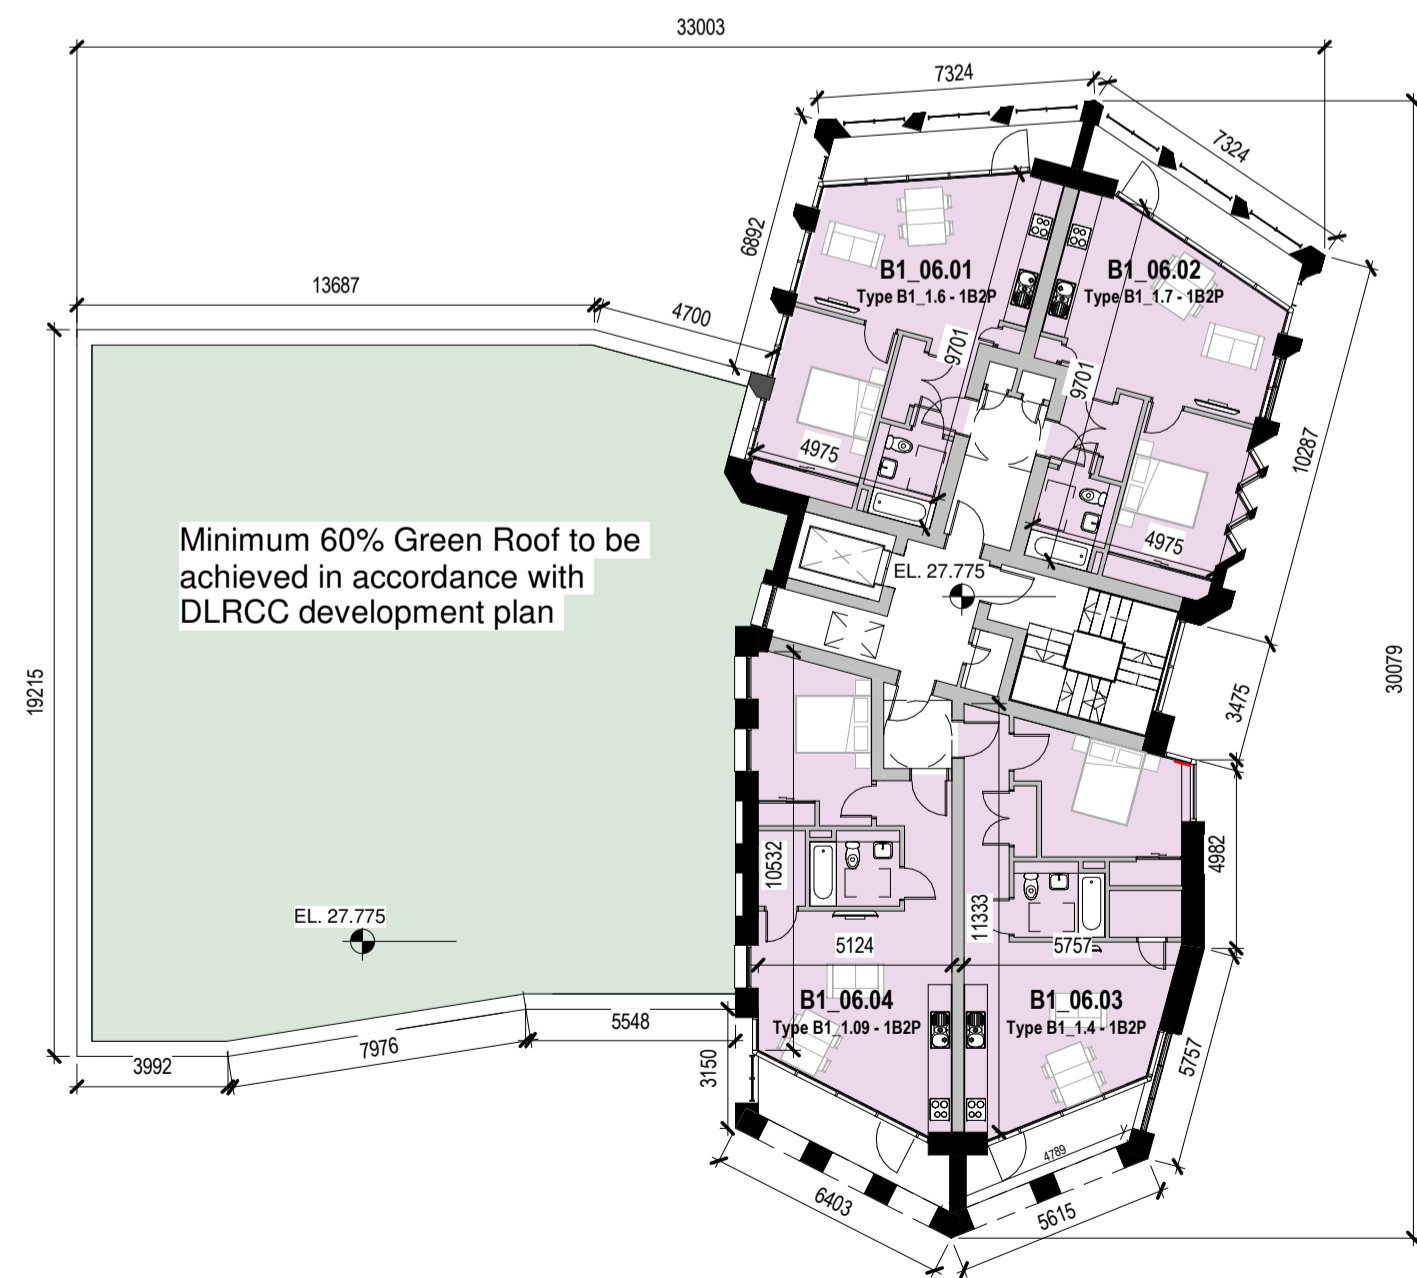 33003
7324
7324
6892
13687
4700
B1_06.01
Type B1_1.6 - 1B2P
B1_06.02
Type B1_1.7 - 1B2P
9701
9701
4975
4975
10287
Minimum 60% Green Roof to be
achieved in accordance with
DLRCC development plan
EL. 27.775
30079
19215
3475
10532
4982
11333
EL. 27.775
5124
5757
B1_06.04
Type B1_1.09 - 1B2P
B1_06.03
Type B1_1.4 - 1B2P
5548
7976
3992
3150
5757
4789
6403
5615